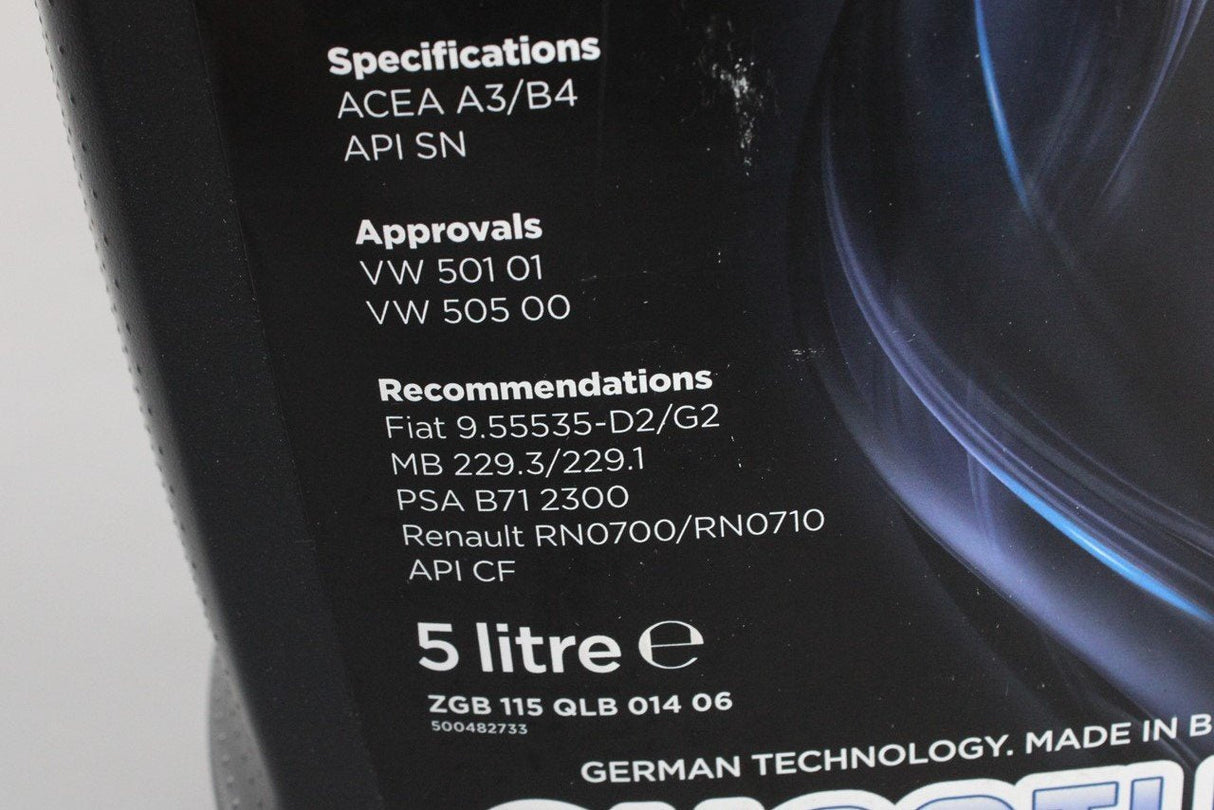 Specifications
ACEA A3/B4
API SN
Approvals
VW 501 01
VW 505 00
Recommendations
Fiat 9.55535-D2/G2
MB 229.3/229.1
PSA B71 2300
Renault RN0700/RN0710
API CF
5 litre ℮
ZGB 115 QLB 014 06
500482733
GERMAN TECHNOLOGY. MADE IN B